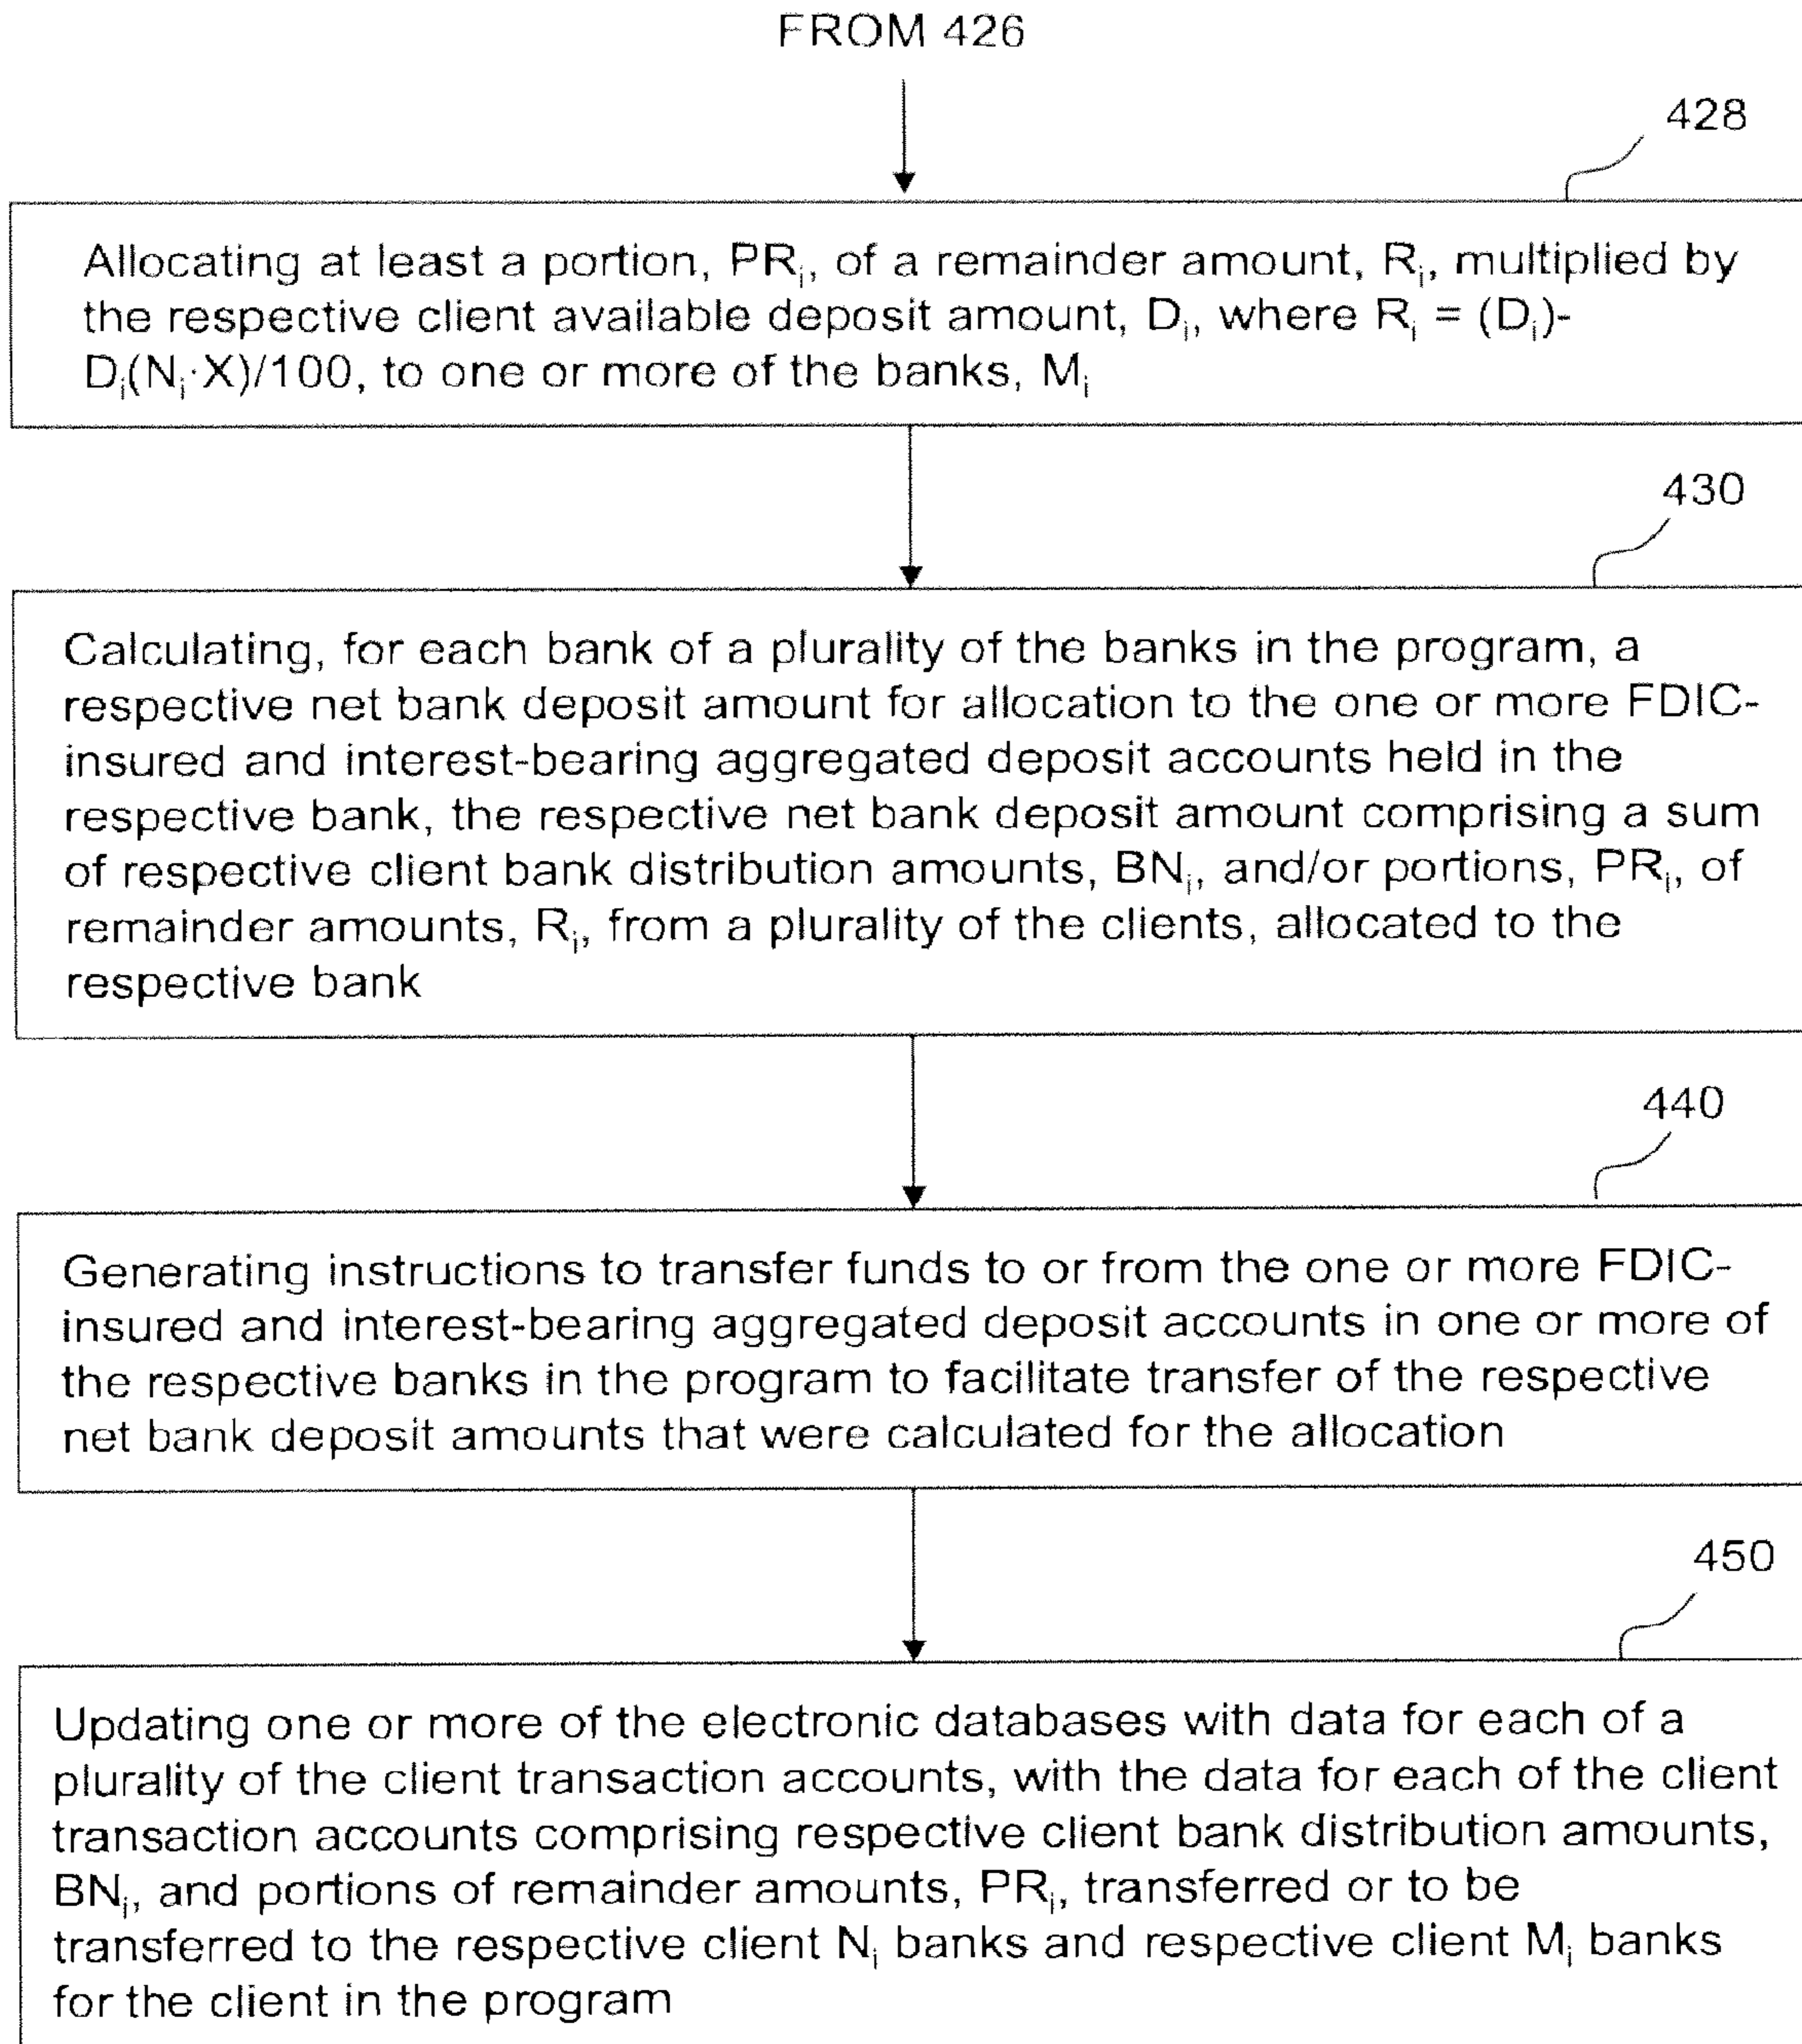 FROM 426
428
Allocating at least a portion, PRᵢ, of a remainder amount, Rᵢ, multiplied by
the respective client available deposit amount, Dᵢ, where Rᵢ = (Dᵢ)-
Dᵢ(Nᵢ·X)/100, to one or more of the banks, Mᵢ
430
Calculating, for each bank of a plurality of the banks in the program, a
respective net bank deposit amount for allocation to the one or more FDIC-
insured and interest-bearing aggregated deposit accounts held in the
respective bank, the respective net bank deposit amount comprising a sum
of respective client bank distribution amounts, BNᵢ, and/or portions, PRᵢ, of
remainder amounts, Rᵢ, from a plurality of the clients, allocated to the
respective bank
440
Generating instructions to transfer funds to or from the one or more FDIC-
insured and interest-bearing aggregated deposit accounts in one or more of
the respective banks in the program to facilitate transfer of the respective
net bank deposit amounts that were calculated for the allocation
450
Updating one or more of the electronic databases with data for each of a
plurality of the client transaction accounts, with the data for each of the client
transaction accounts comprising respective client bank distribution amounts,
BNᵢ, and portions of remainder amounts, PRᵢ, transferred or to be
transferred to the respective client Nᵢ banks and respective client Mᵢ banks
for the client in the program